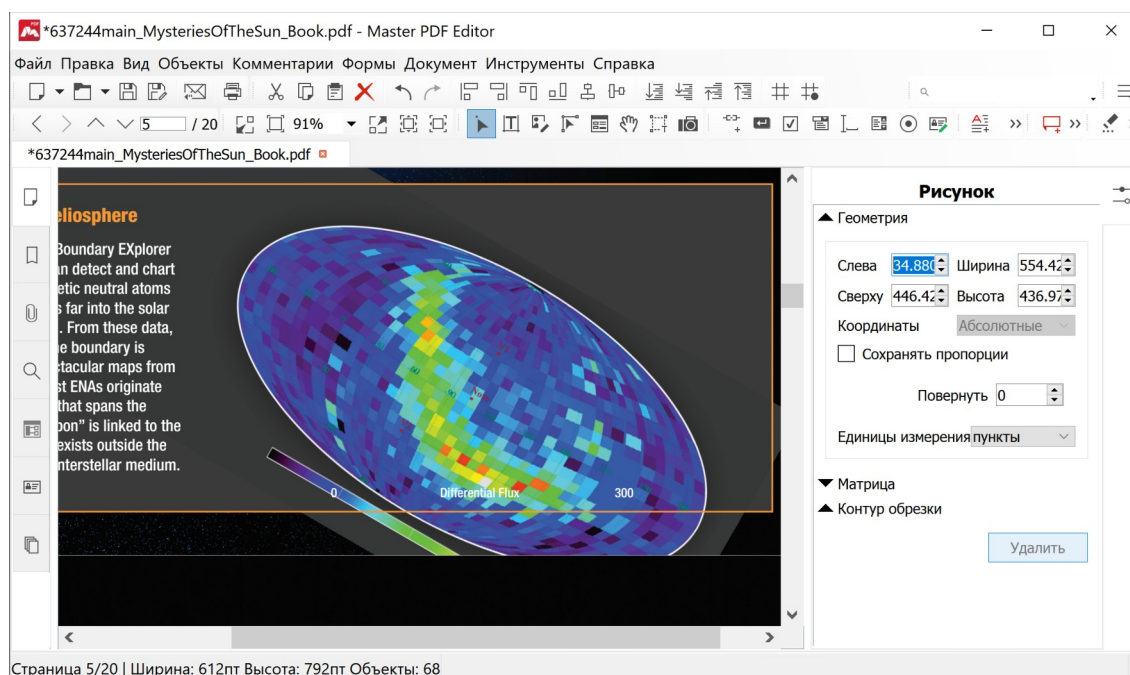 *637244main_MysteriesOfTheSun_Book.pdf - Master PDF Editor
Файл Правка Вид Объекты Комментарии Формы Документ Инструменты Справка
5 / 20 91%
*637244main_MysteriesOfTheSun_Book.pdf
eliosphere
Boundary EXplorer
an detect and chart
etic neutral atoms
s far into the solar
. From these data,
e boundary is
tacular maps from
st ENAs originate
that spans the
bon" is linked to the
exists outside the
nterstellar medium.
0 Differential Flux 300
Рисунок
Геометрия
Слева 34.880 Ширина 554.42
Сверху 446.42 Высота 436.97
Координаты Абсолютные
Сохранять пропорции
Повернуть 0
Единицы измерения пункты
Матрица
Контур обрезки
Удалить
Страница 5/20 | Ширина: 612пт Высота: 792пт Объекты: 68